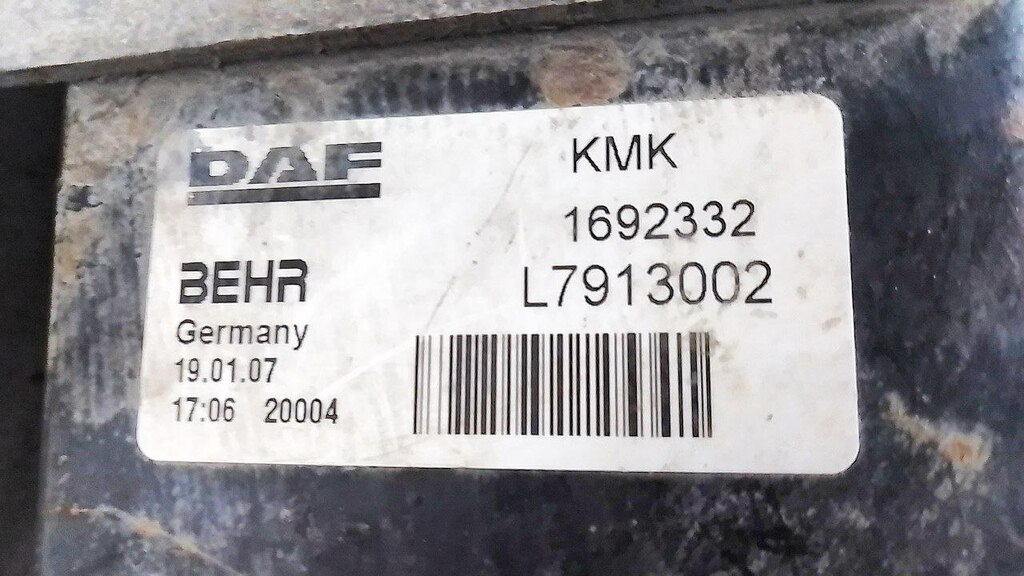 DAF
KMK
1692332
L7913002
BEHR
Germany
19.01.07
17:06 20004